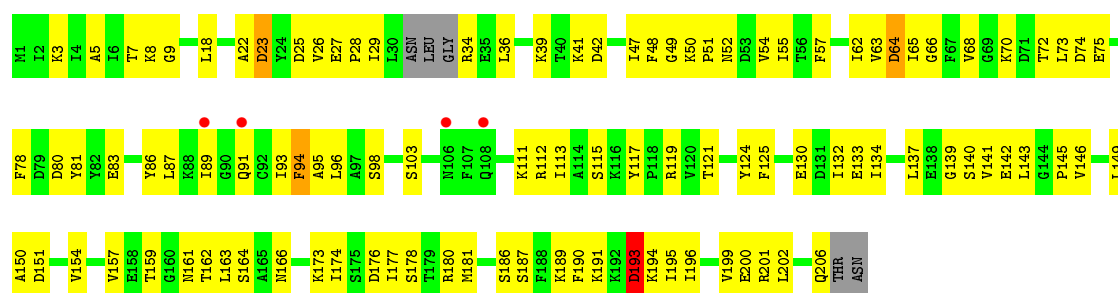 M1 I2 K3 I4 A5 I6 T7 K8 G9 L18 A22 D23 Y24 D25 V26 E27 P28 I29 L30 ASN LEU GLY R34 E35 L36 K39 T40 K41 D42 I47 F48 G49 K50 P51 N52 D53 V54 I55 T56 F57 I62 V63 D64 I65 G66 F67 V68 G69 K70 D71 T72 L73 D74 E75
F78 D79 D80 Y81 Y82 E83 Y86 L87 K88 I89 G90 Q91 C92 I93 F94 A95 L96 A97 S98 S103 N106 F107 Q108 K111 R112 I113 A114 S115 K116 Y117 P118 R119 V120 T121 Y124 F125 E130 D131 I132 E133 I134 L137 E138 G139 S140 V141 E142 L143 G144 P145 V146 L149
A150 D151 V154 V157 E158 T159 G160 N161 T162 L163 S164 A165 N166 K173 I174 S175 D176 I177 S178 T179 R180 M181 S186 S187 F188 K189 F190 K191 K192 D193 K194 I195 I196 V199 E200 R201 L202 Q206 THR ASN